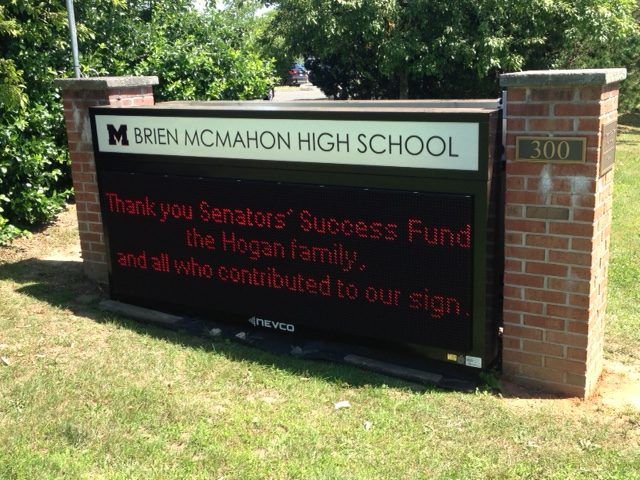 M BRIEN MCMAHON HIGH SCHOOL
300
Thank you Senators' Success Fund
the Hogan family,
and all who contributed to our sign.
NEVCO